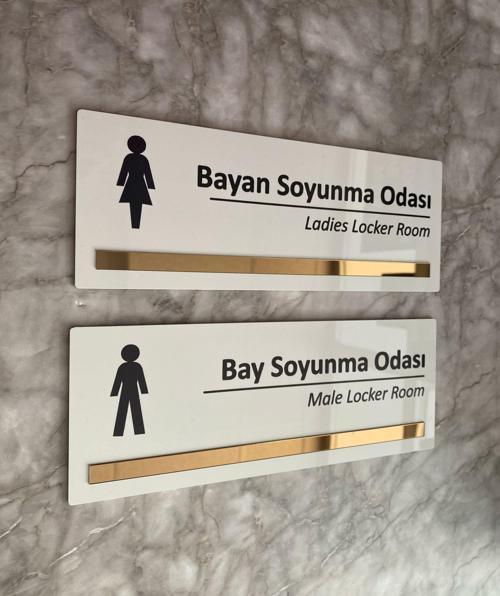 Bayan Soyunma Odası
Ladies Locker Room
Bay Soyunma Odası
Male Locker Room